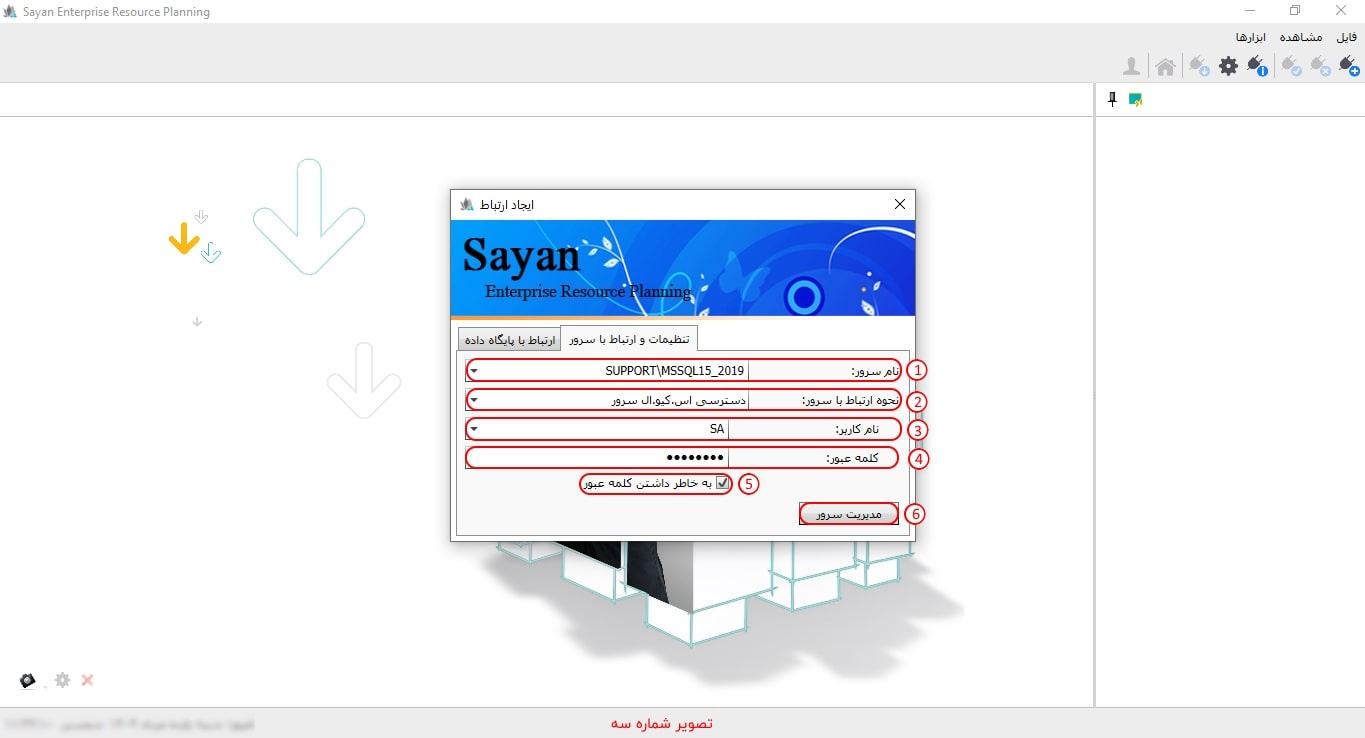 Sayan Enterprise Resource Planning
فایل مشاهده ابزارها
ایجاد ارتباط
Sayan
Enterprise Resource Planning
تنظیمات و ارتباط با سرور
ارتباط با پایگاه داده
نام سرور: SUPPORT\MSSQL15_2019 1
نحوه ارتباط با سرور: دسترسی اس.کیو.ال سرور 2
نام کاربر: SA 3
کلمه عبور: ●●●●●●●● 4
به خاطر داشتن کلمه عبور 5
مدیریت سرور 6
تصویر شماره سه